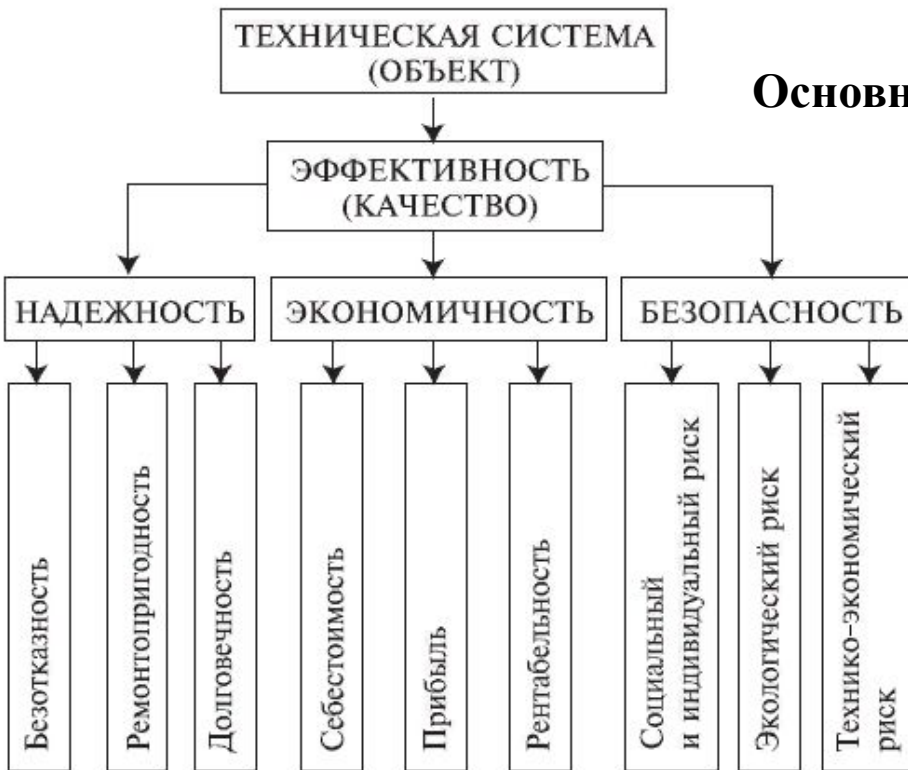 ТЕХНИЧЕСКАЯ СИСТЕМА
(ОБЪЕКТ)
Основн
ЭФФЕКТИВНОСТЬ
(КАЧЕСТВО)
НАДЕЖНОСТЬ
ЭКОНОМИЧНОСТЬ
БЕЗОПАСНОСТЬ
Безотказность
Ремонтопригодность
Долговечность
Себестоимость
Прибыль
Рентабельность
Социальный
и индивидуальный риск
Экологический риск
Технико-экономический
риск